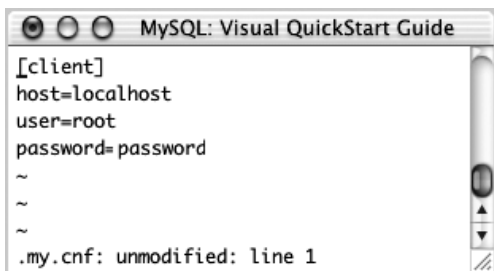 MySQL: Visual QuickStart Guide
[client]
host=localhost
user=root
password=password
~
~
~
.my.cnf: unmodified: line 1